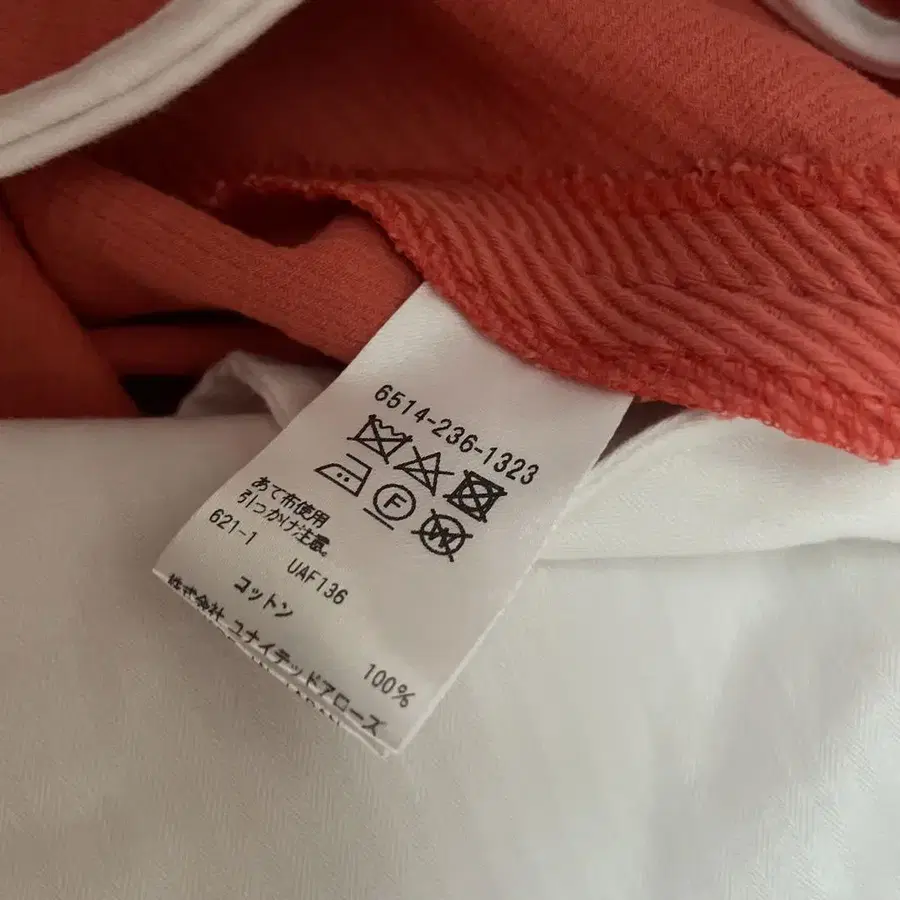 6514-236-1323
F
W
あて布使用
引っかけ注意。
621-1 UAF136
コットン 100%
株式会社 ユナイテッドアローズ